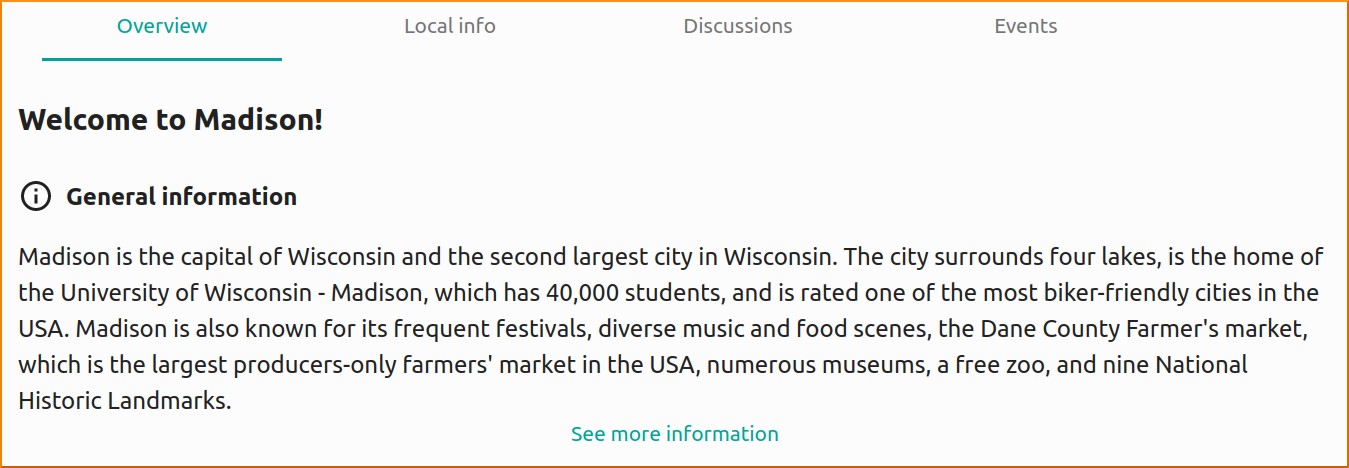 Overview Local info Discussions Events
Welcome to Madison!
General information
Madison is the capital of Wisconsin and the second largest city in Wisconsin. The city surrounds four lakes, is the home of
the University of Wisconsin - Madison, which has 40,000 students, and is rated one of the most biker-friendly cities in the
USA. Madison is also known for its frequent festivals, diverse music and food scenes, the Dane County Farmer's market,
which is the largest producers-only farmers' market in the USA, numerous museums, a free zoo, and nine National
Historic Landmarks.
See more information